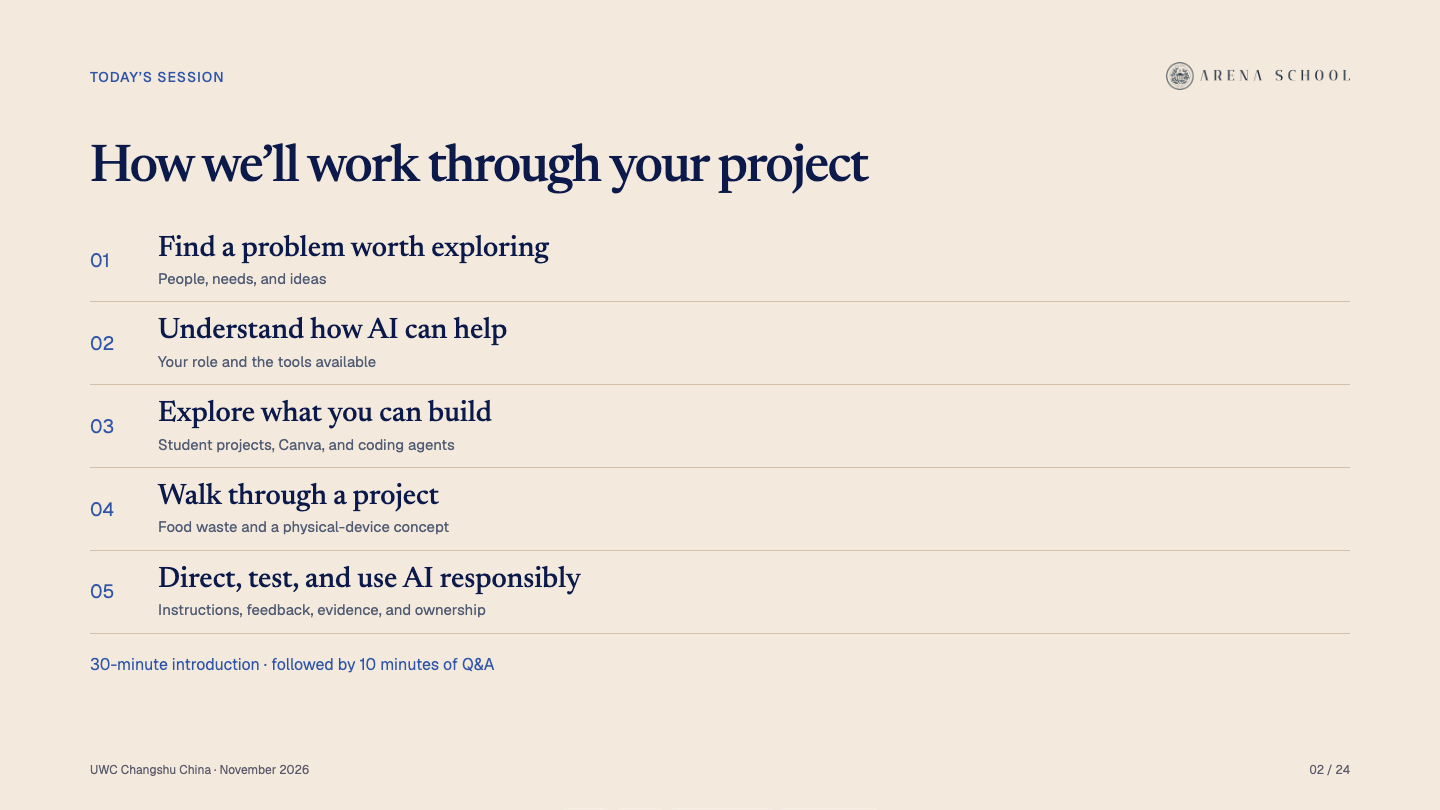 TODAY’S SESSION
ARENA SCHOOL
How we’ll work through your project
01
Find a problem worth exploring
People, needs, and ideas
02
Understand how AI can help
Your role and the tools available
03
Explore what you can build
Student projects, Canva, and coding agents
04
Walk through a project
Food waste and a physical-device concept
05
Direct, test, and use AI responsibly
Instructions, feedback, evidence, and ownership
30-minute introduction · followed by 10 minutes of Q&A
UWC Changshu China · November 2026
02 / 24